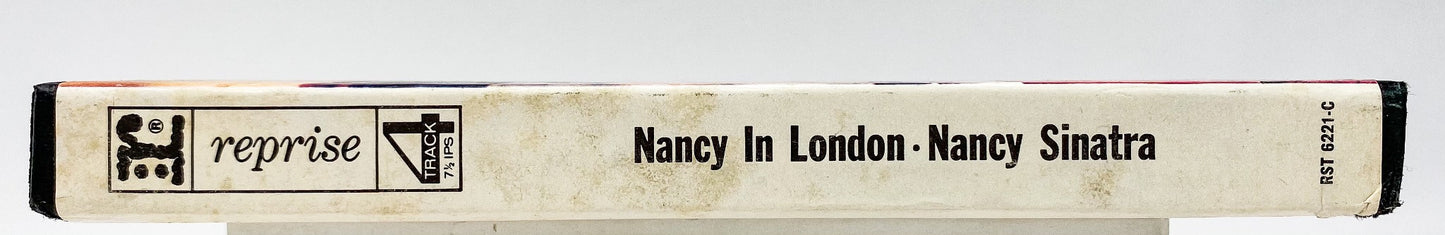 r:
®
reprise
4
TRACK
7½ IPS
Nancy In London · Nancy Sinatra
RST 6221-C